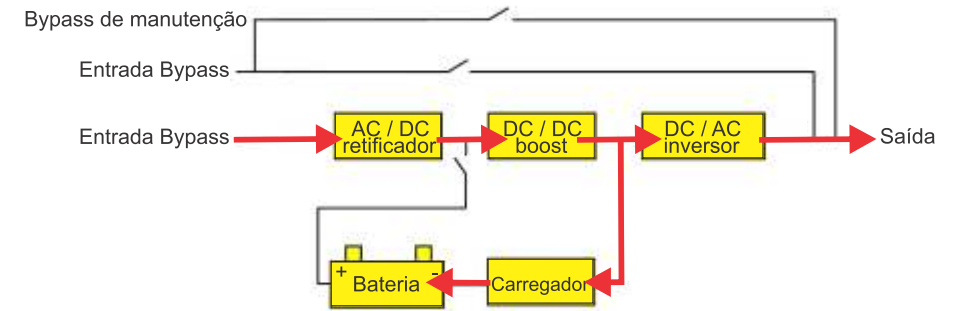 Bypass de manutenção
Entrada Bypass
Entrada Bypass
AC / DC
retificador
DC / DC
boost
DC / AC
inversor
Saída
+
-
Bateria
Carregador